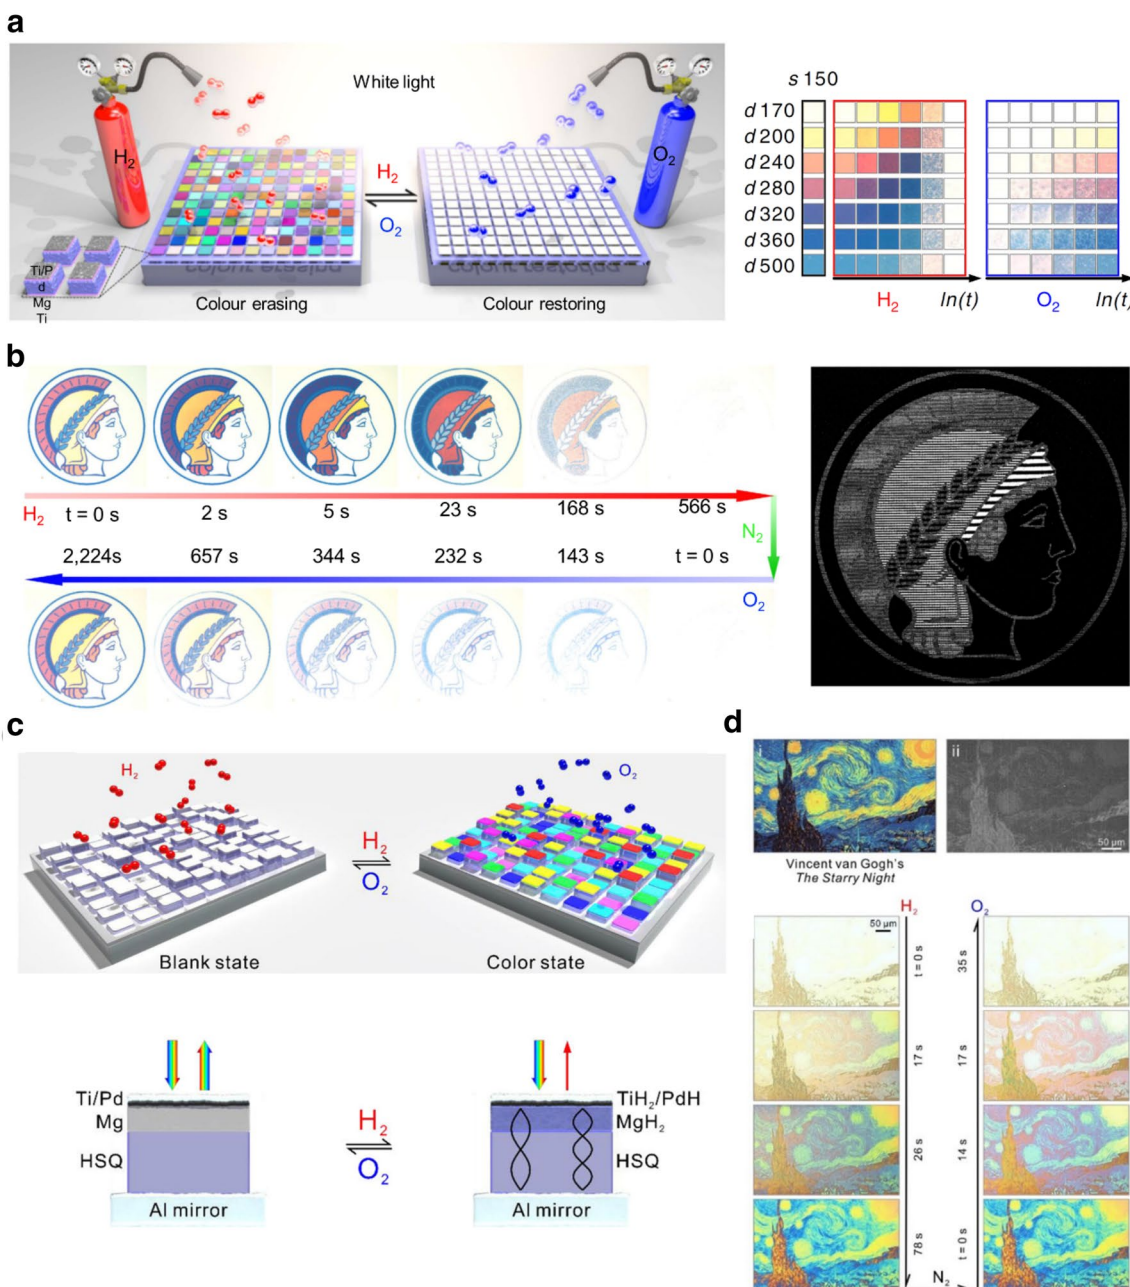 a
White light
H2
O2
H2
O2
Ti/P
d
Mg
Ti
Colour erasing
Colour restoring
s 150
d 170
d 200
d 240
d 280
d 320
d 360
d 500
H2
ln(t)
O2
ln(t)
b
H2
t = 0 s
2 s
5 s
23 s
168 s
566 s
N2
2,224s
657 s
344 s
232 s
143 s
t = 0 s
O2
c
H2
O2
H2
O2
Blank state
Color state
Ti/Pd
Mg
HSQ
Al mirror
H2
O2
TiH2/PdH
MgH2
HSQ
Al mirror
d
i
ii
50 μm
Vincent van Gogh's
The Starry Night
H2
O2
50 μm
t = 0s
35 s
17 s
17 s
26 s
14 s
78 s
t = 0s
N2